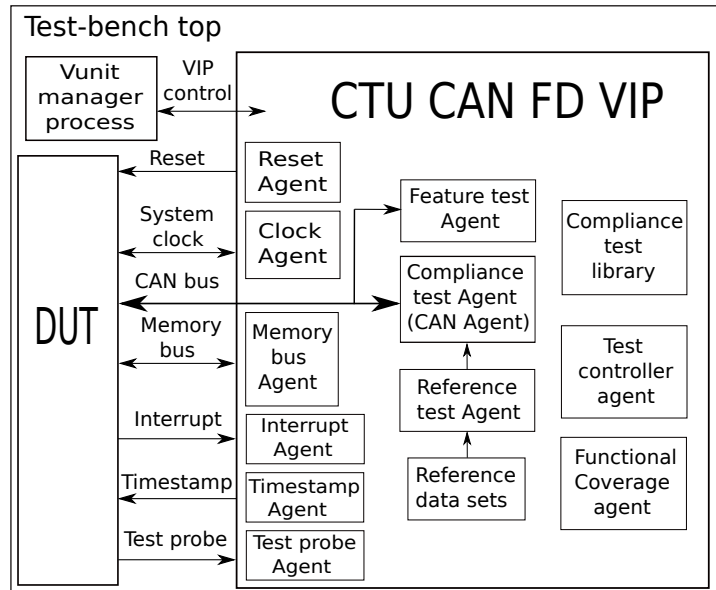 Test-bench top
Vunit
manager
process
VIP
control
CTU CAN FD VIP
DUT
Reset
System
clock
CAN bus
Memory
bus
Interrupt
Timestamp
Test probe
Reset
Agent
Clock
Agent
Memory
bus
Agent
Interrupt
Agent
Timestamp
Agent
Test probe
Agent
Feature test
Agent
Compliance
test Agent
(CAN Agent)
Reference
test Agent
Reference
data sets
Compliance
test
library
Test
controller
agent
Functional
Coverage
agent